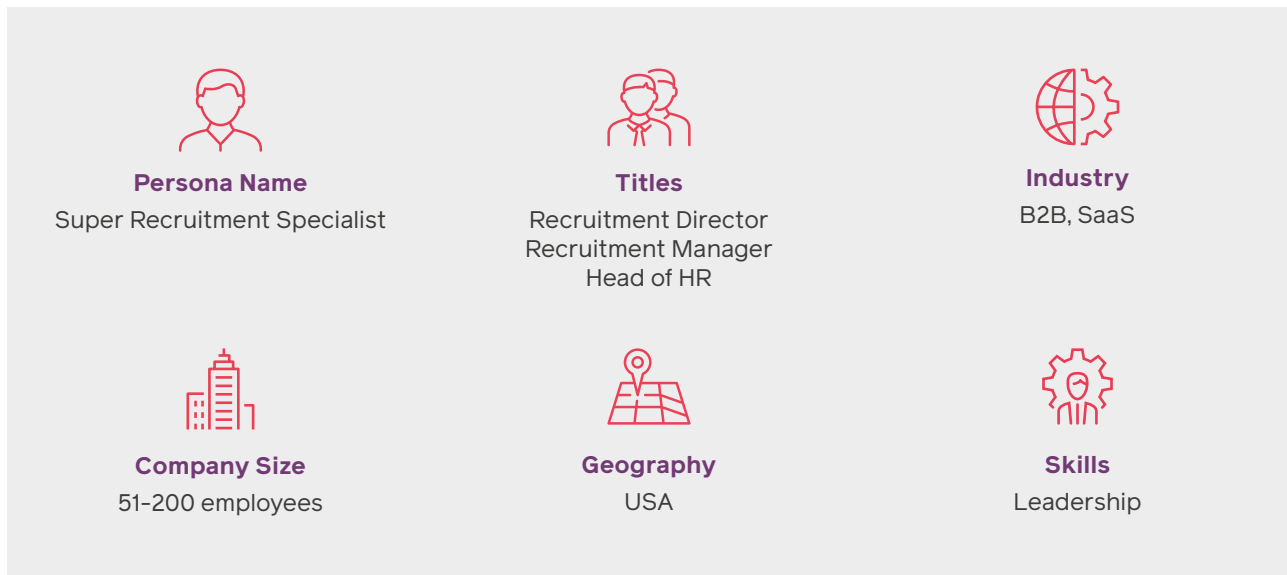 Persona Name
Super Recruitment Specialist
Titles
Recruitment Director
Recruitment Manager
Head of HR
Industry
B2B, SaaS
Company Size
51-200 employees
Geography
USA
Skills
Leadership